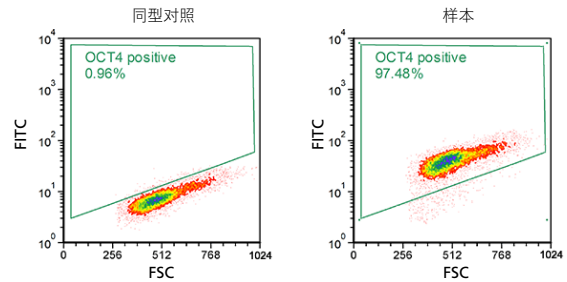 同型对照
样本
10⁴
10³
10²
10¹
10⁰
FITC
OCT4 positive
0.96%
0 256 512 768 1024
FSC
10⁴
10³
10²
10¹
10⁰
FITC
OCT4 positive
97.48%
0 256 512 768 1024
FSC